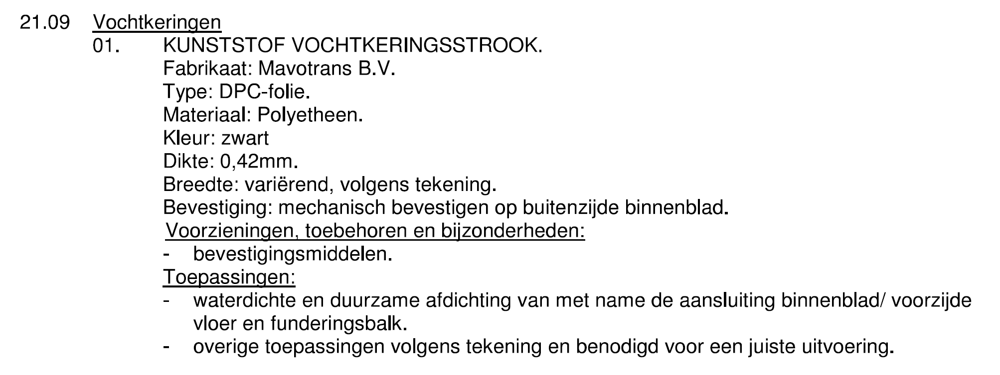 21.09 Vochtkeringen
01. KUNSTSTOF VOCHTKERINGSSTROOK.
Fabrikaat: Mavotrans B.V.
Type: DPC-folie.
Materiaal: Polyetheen.
Kleur: zwart
Dikte: 0,42mm.
Breedte: variërend, volgens tekening.
Bevestiging: mechanisch bevestigen op buitenzijde binnenblad.
Voorzieningen, toebehoren en bijzonderheden:
- bevestigingsmiddelen.
Toepassingen:
- waterdichte en duurzame afdichting van met name de aansluiting binnenblad/ voorzijde
vloer en funderingsbalk.
- overige toepassingen volgens tekening en benodigd voor een juiste uitvoering.